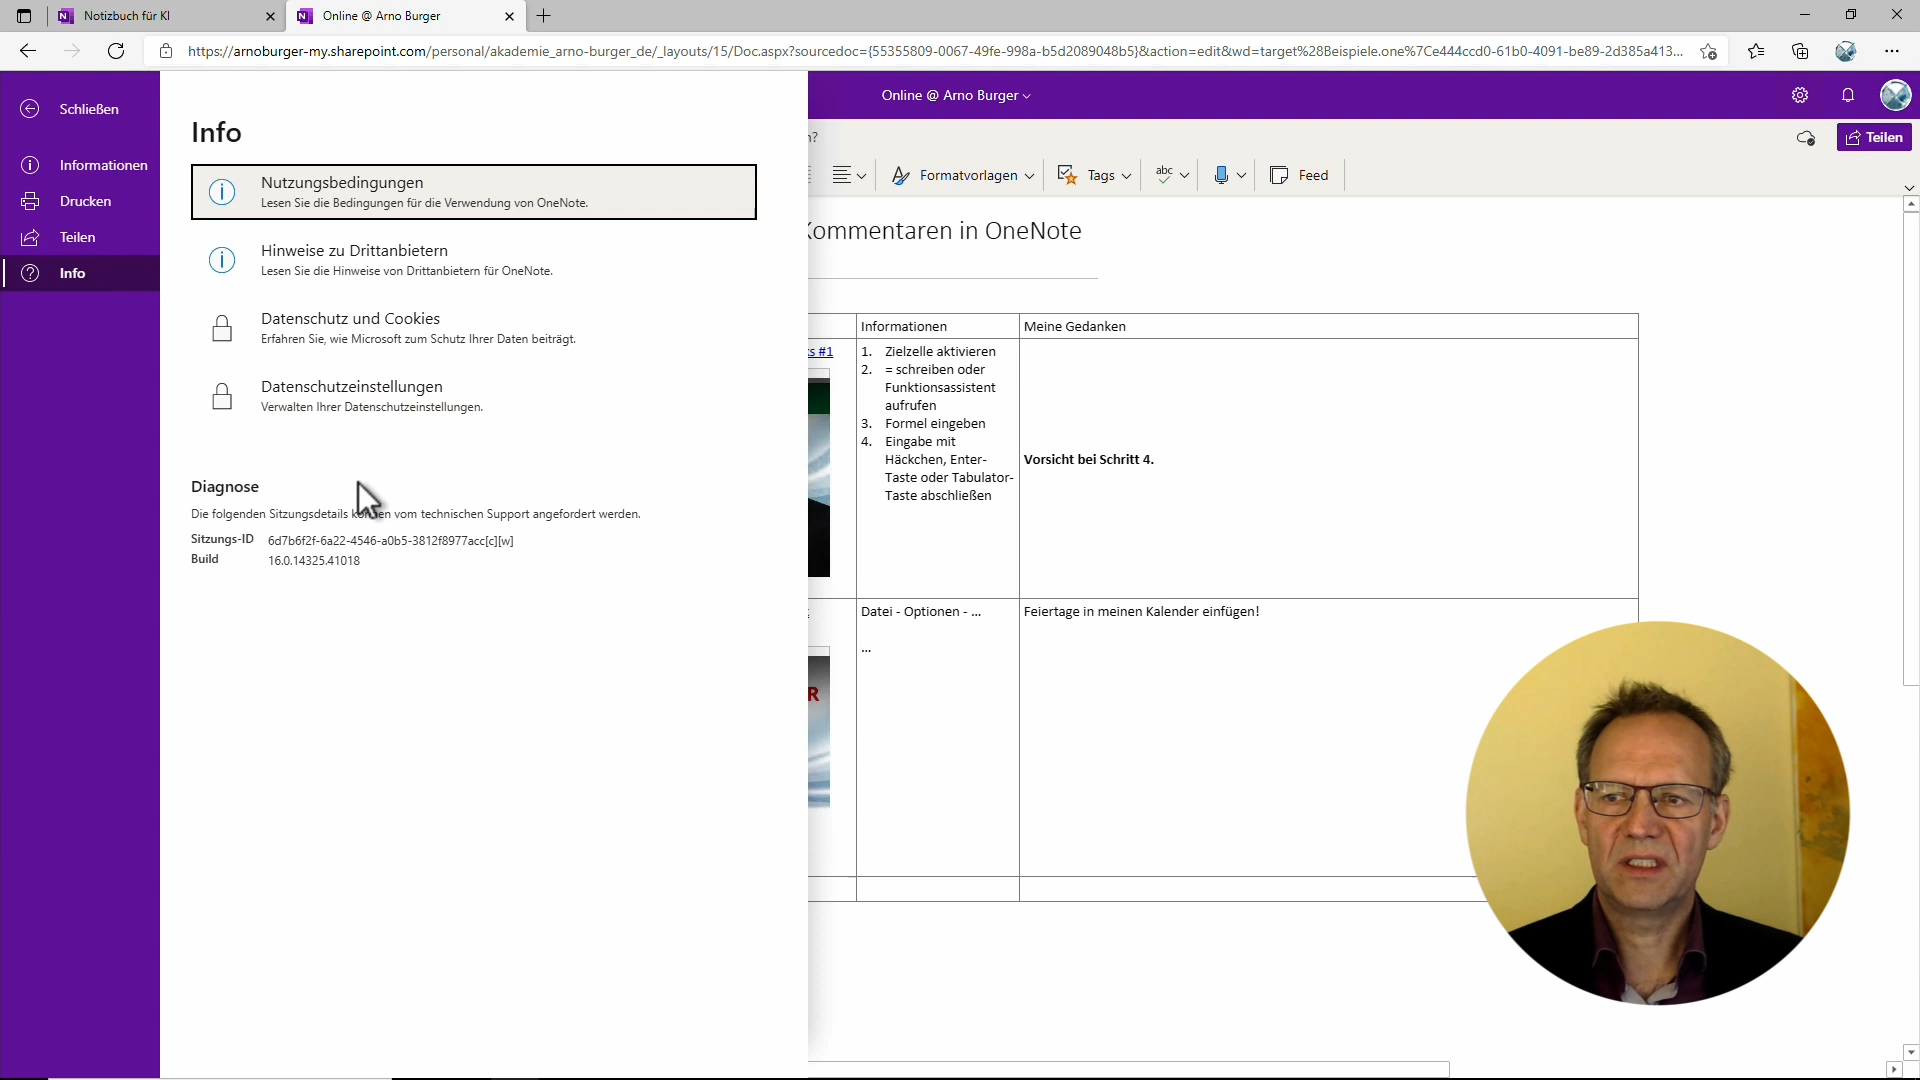 Notizbuch für KI
Online @ Arno Burger
https://arnoburger-my.sharepoint.com/personal/akademie_arno-burger_de/_layouts/15/Doc.aspx?sourcedoc={55355809-0067-49fe-998a-b5d2089048b5}&action=edit&wd=target%28Beispiele.one%7Ce444ccd0-61b0-4091-be89-2d385a413...
Schließen
Informationen
Drucken
Teilen
Info
Info
Nutzungsbedingungen
Lesen Sie die Bedingungen für die Verwendung von OneNote.
Hinweise zu Drittanbietern
Lesen Sie die Hinweise von Drittanbietern für OneNote.
Datenschutz und Cookies
Erfahren Sie, wie Microsoft zum Schutz Ihrer Daten beiträgt.
Datenschutzeinstellungen
Verwalten Ihrer Datenschutzeinstellungen.
Diagnose
Die folgenden Sitzungsdetails können vom technischen Support angefordert werden.
Sitzungs-ID 6d7b6f2f-6a22-4546-a0b5-3812f8977acc[c][w]
Build 16.0.14325.41018
Online @ Arno Burger
n?
Teilen
Formatvorlagen
Tags
abc
Feed
Kommentaren in OneNote
Informationen
Meine Gedanken
ks #1
1. Zielzelle aktivieren
2. = schreiben oder
Funktionsassistent
aufrufen
3. Formel eingeben
4. Eingabe mit
Häckchen, Enter-
Taste oder Tabulator-
Taste abschließen
Vorsicht bei Schritt 4.
Datei - Optionen - ...
...
Feiertage in meinen Kalender einfügen!
R